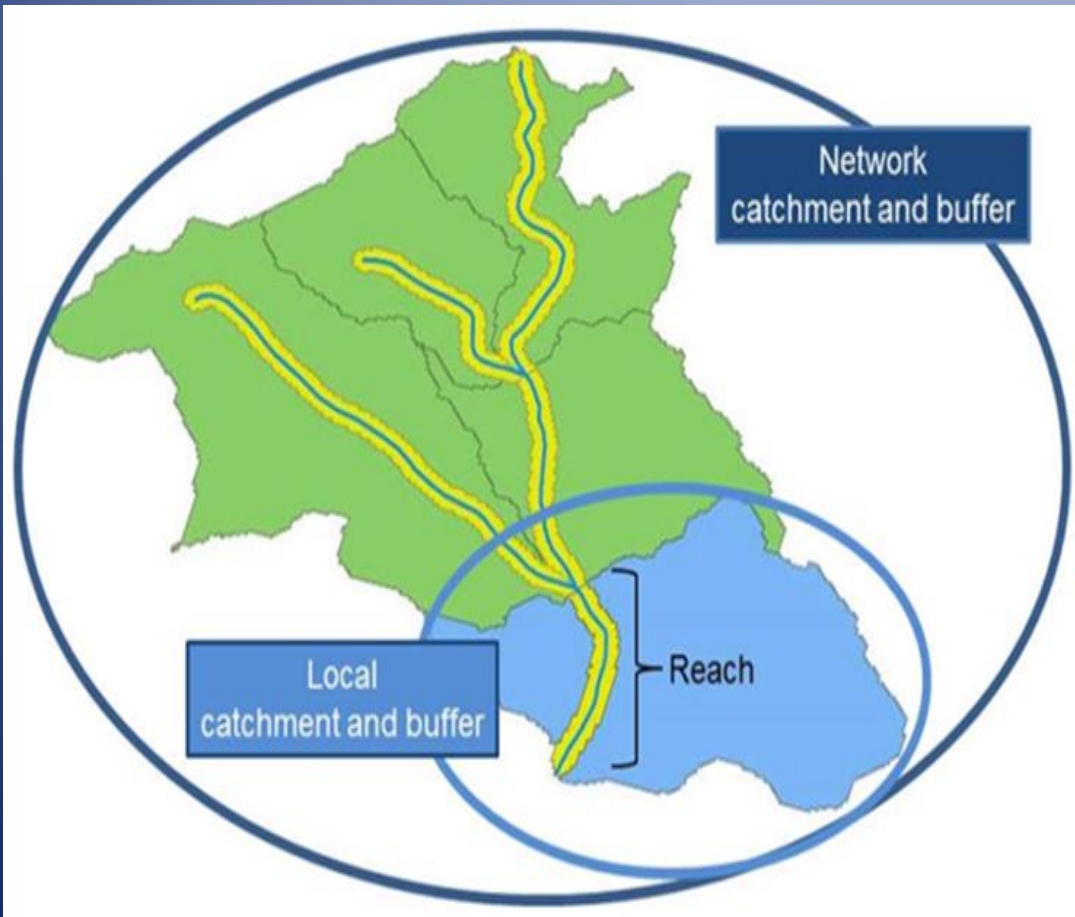 Network
catchment and buffer
Reach
Local
catchment and buffer